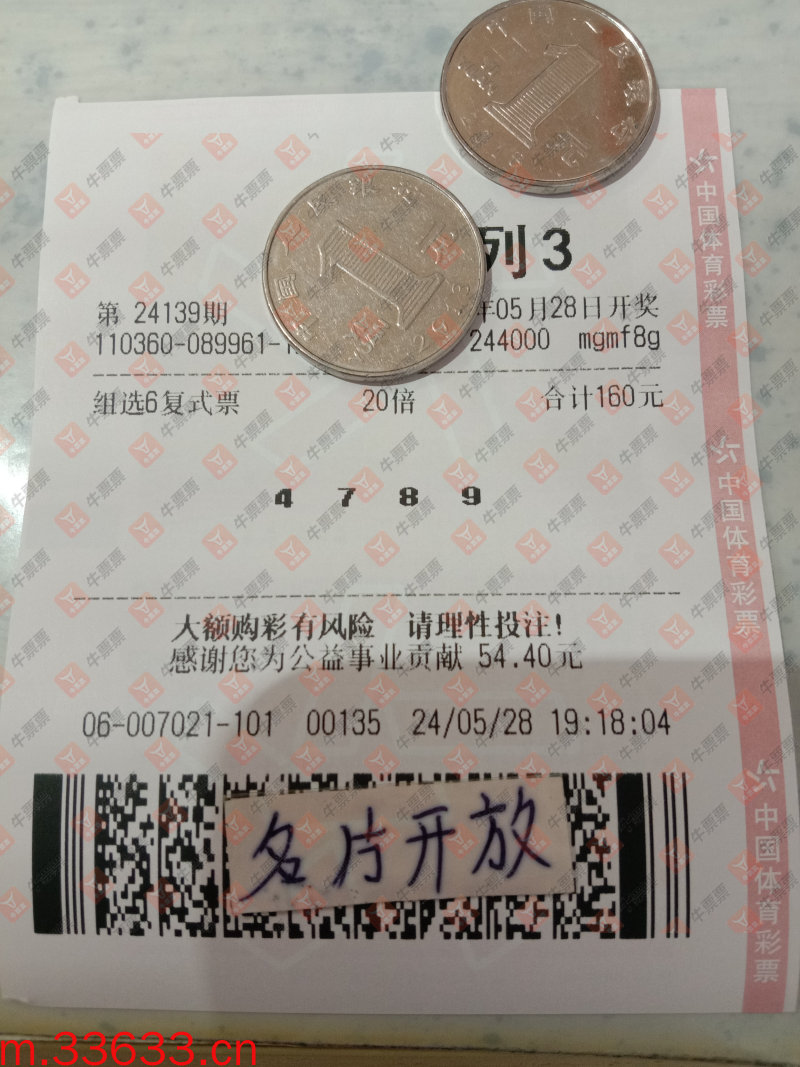 列3
第 24139期
年05月28日开奖
110360-089961-1
244000 mgmf8g
组选6复式票 20倍 合计160元
4 7 8 9
大额购彩有风险 请理性投注!
感谢您为公益事业贡献 54.40元
06-007021-101 00135 24/05/28 19:18:04
名片开放
中国体育彩票
中国体育彩票
中国体育彩票
牛票票
m.33633.cn